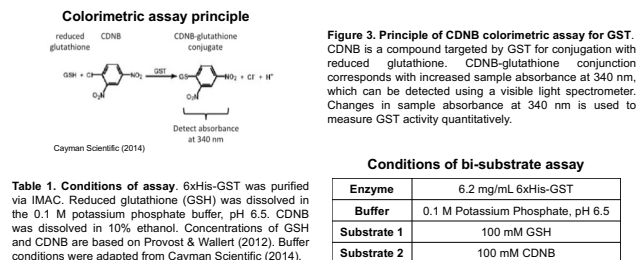 Colorimetric assay principle
reduced
glutathione
CDNB
CDNB-glutathione
conjugate
GSH + Cl
NO₂
O₂N
GST
GS
NO₂ + Cl⁻ + H⁺
O₂N
Detect absorbance
at 340 nm
Cayman Scientific (2014)
Figure 3. Principle of CDNB colorimetric assay for GST.
CDNB is a compound targeted by GST for conjugation with
reduced glutathione. CDNB-glutathione conjunction
corresponds with increased sample absorbance at 340 nm,
which can be detected using a visible light spectrometer.
Changes in sample absorbance at 340 nm is used to
measure GST activity quantitatively.
Table 1. Conditions of assay. 6xHis-GST was purified
via IMAC. Reduced glutathione (GSH) was dissolved in
the 0.1 M potassium phosphate buffer, pH 6.5. CDNB
was dissolved in 10% ethanol. Concentrations of GSH
and CDNB are based on Provost & Wallert (2012). Buffer
conditions were adapted from Cayman Scientific (2014).
Conditions of bi-substrate assay
Enzyme 6.2 mg/mL 6xHis-GST
Buffer 0.1 M Potassium Phosphate, pH 6.5
Substrate 1 100 mM GSH
Substrate 2 100 mM CDNB